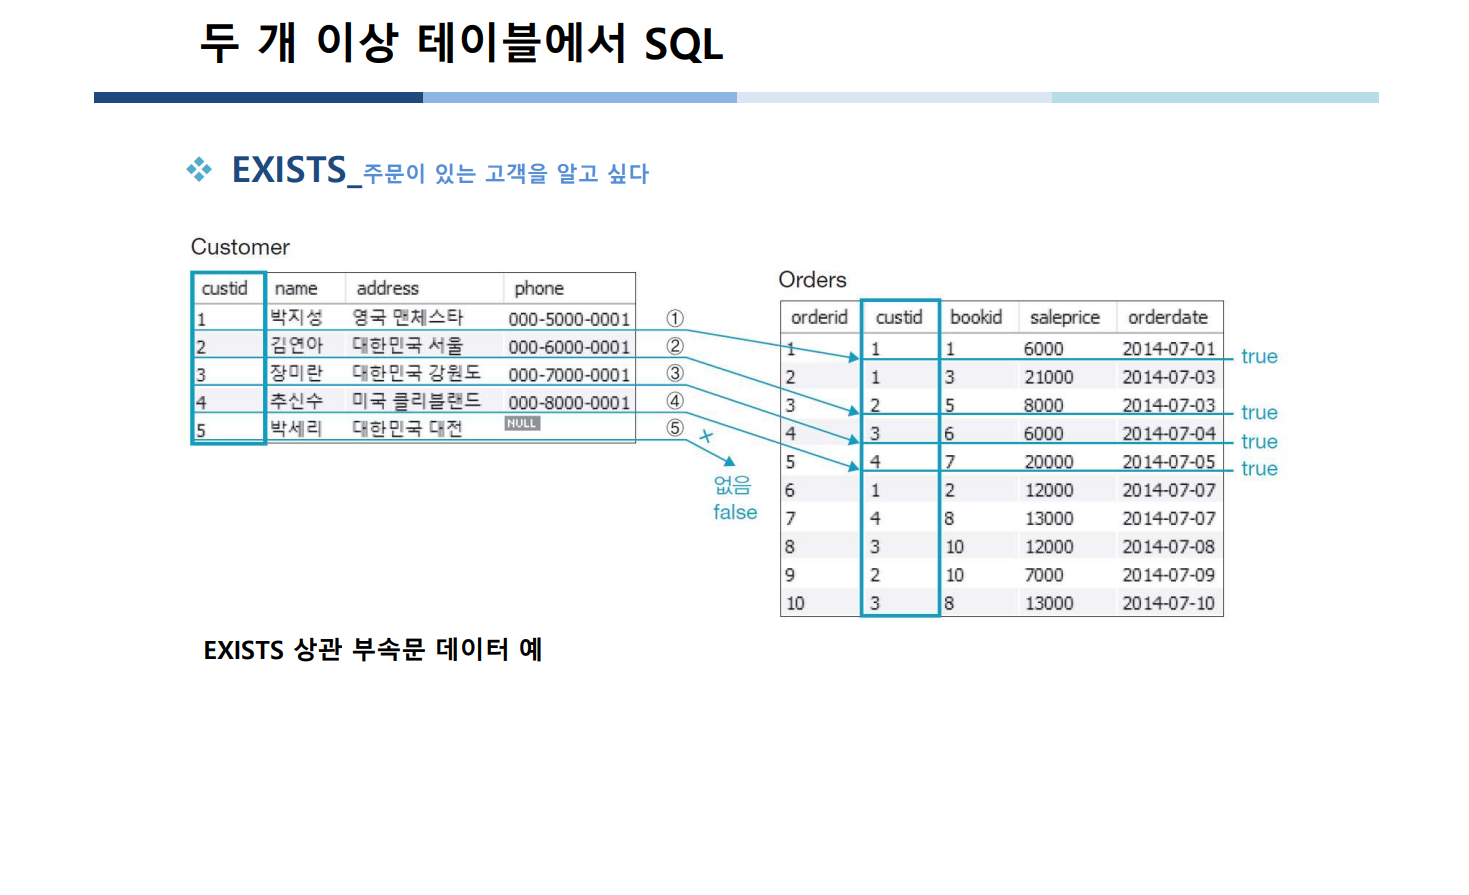 두 개 이상 테이블에서 SQL
❖ EXISTS_주문이 있는 고객을 알고 싶다
Customer
custid name address phone
1 박지성 영국 맨체스타 000-5000-0001 ①
2 김연아 대한민국 서울 000-6000-0001 ②
3 장미란 대한민국 강원도 000-7000-0001 ③
4 추신수 미국 클리블랜드 000-8000-0001 ④
5 박세리 대한민국 대전 NULL ⑤
없음
false
Orders
orderid custid bookid saleprice orderdate
1 1 1 6000 2014-07-01 true
2 1 3 21000 2014-07-03
3 2 5 8000 2014-07-03 true
4 3 6 6000 2014-07-04 true
5 4 7 20000 2014-07-05 true
6 1 2 12000 2014-07-07
7 4 8 13000 2014-07-07
8 3 10 12000 2014-07-08
9 2 10 7000 2014-07-09
10 3 8 13000 2014-07-10
EXISTS 상관 부속문 데이터 예